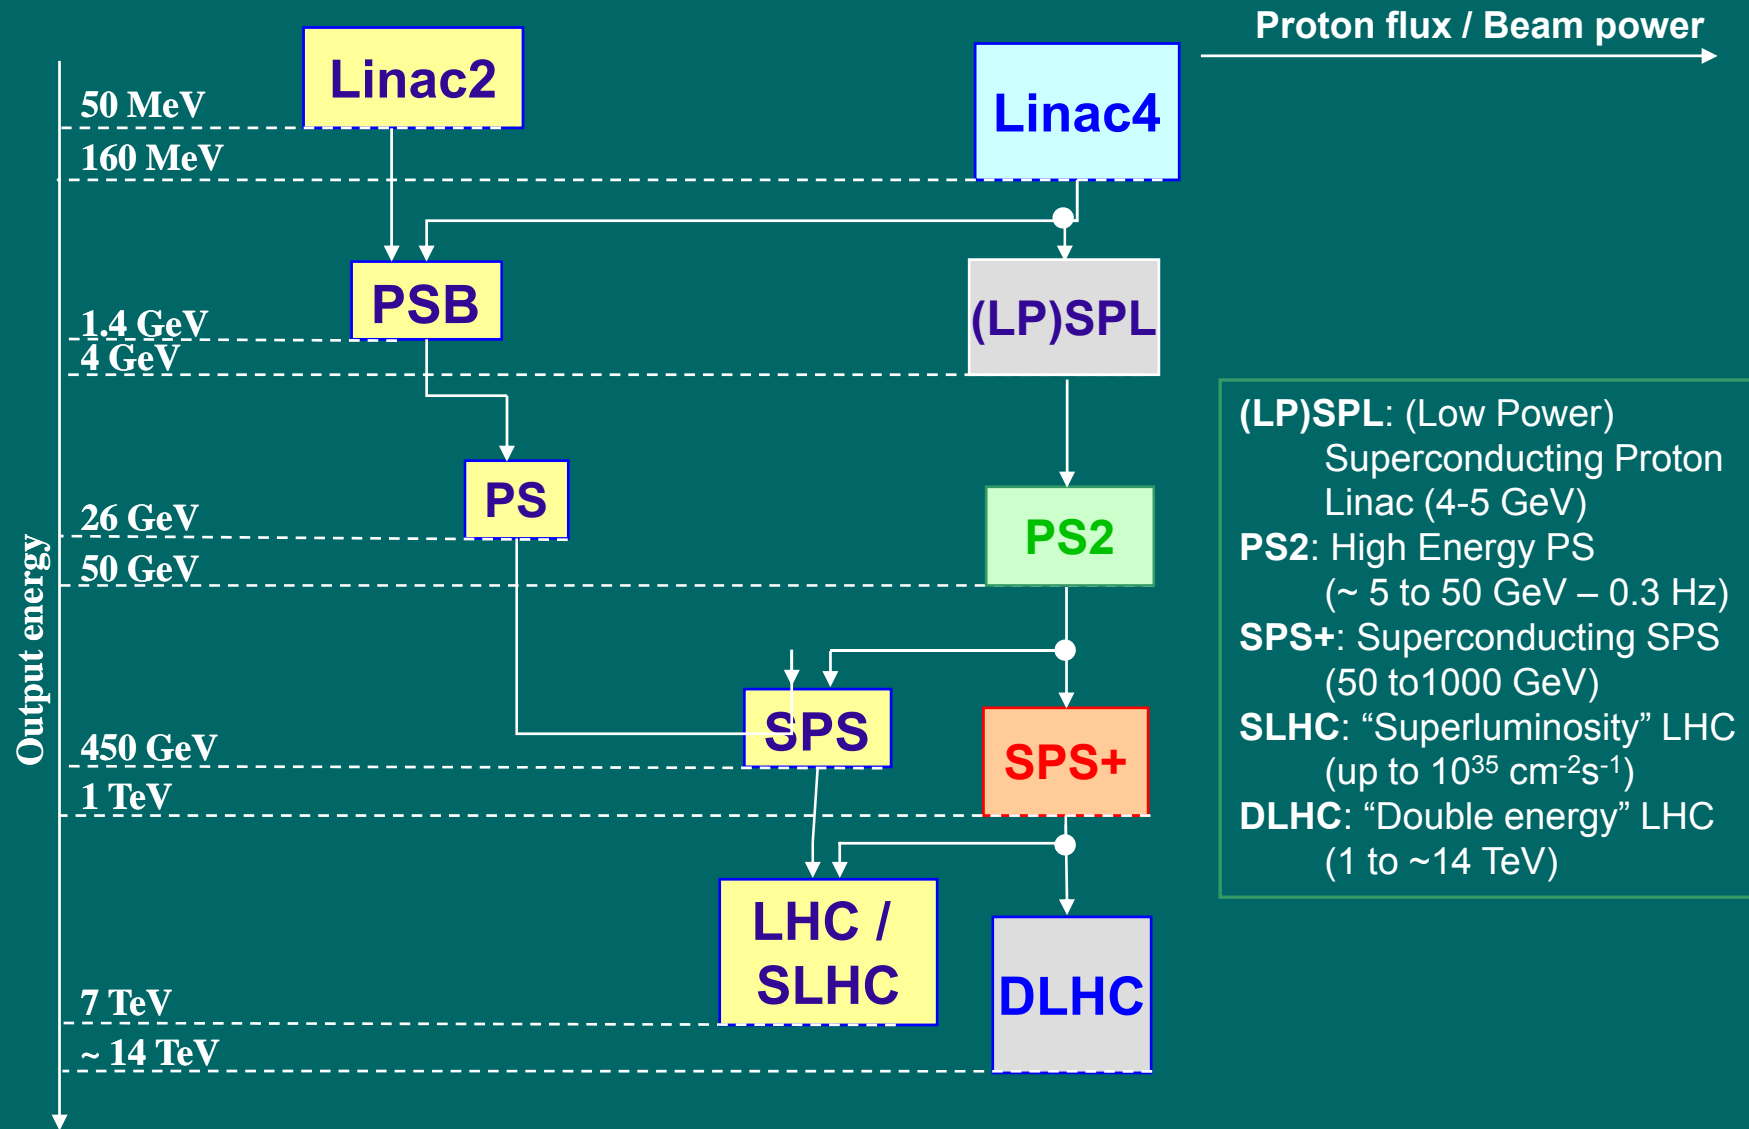 Proton flux / Beam power
Linac2
Linac4
50 MeV
160 MeV
PSB
(LP)SPL
1.4 GeV
4 GeV
PS
PS2
26 GeV
50 GeV
Output energy
SPS
SPS+
450 GeV
1 TeV
LHC /
SLHC
DLHC
7 TeV
~ 14 TeV
(LP)SPL: (Low Power)
Superconducting Proton
Linac (4-5 GeV)
PS2: High Energy PS
(~ 5 to 50 GeV – 0.3 Hz)
SPS+: Superconducting SPS
(50 to1000 GeV)
SLHC: “Superluminosity” LHC
(up to 10³⁵ cm⁻²s⁻¹)
DLHC: “Double energy” LHC
(1 to ~14 TeV)